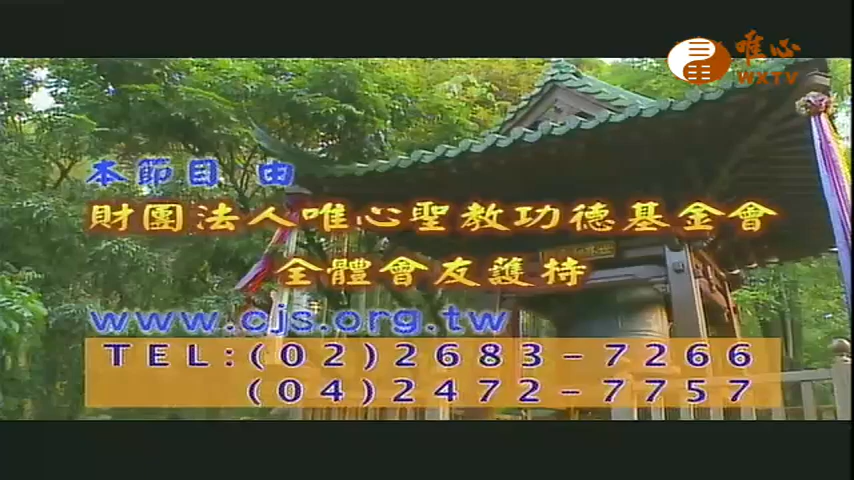 唯心
WXTV
本節目 由
財團法人唯心聖教功德基金會
全體會友護持
www.cjs.org.tw
TEL:(02)2683-7266
(04)2472-7757